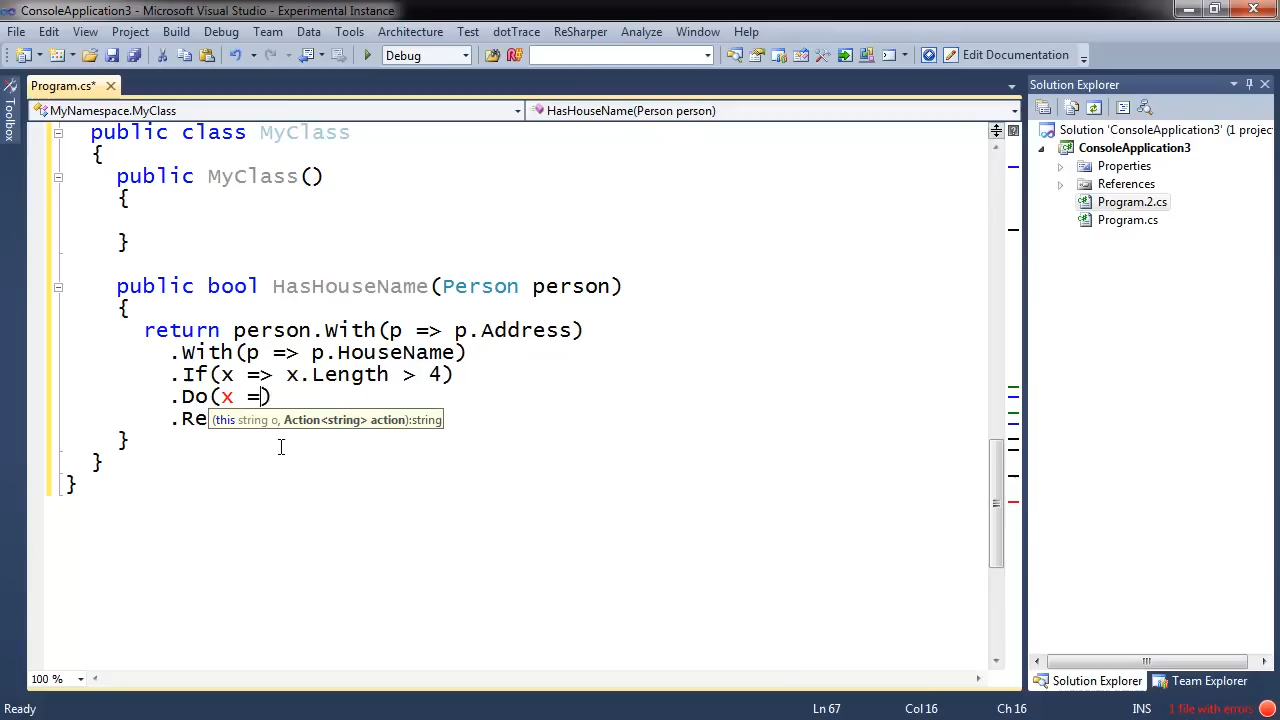 ConsoleApplication3 - Microsoft Visual Studio - Experimental Instance
File Edit View Project Build Debug Team Data Tools Architecture Test dotTrace ReSharper Analyze Window Help
Debug
Edit Documentation
Program.cs*
Solution Explorer
Toolbox
MyNamespace.MyClass
HasHouseName(Person person)
public class MyClass
{
public MyClass()
{
}
public bool HasHouseName(Person person)
{
return person.With(p => p.Address)
.With(p => p.HouseName)
.If(x => x.Length > 4)
.Do(x =)
.Re
(this string o, Action<string> action):string
}
}
}
Solution 'ConsoleApplication3' (1 projec
ConsoleApplication3
Properties
References
Program.2.cs
Program.cs
100 %
Solution Explorer
Team Explorer
Ready
Ln 67
Col 16
Ch 16
INS
1 file with errors